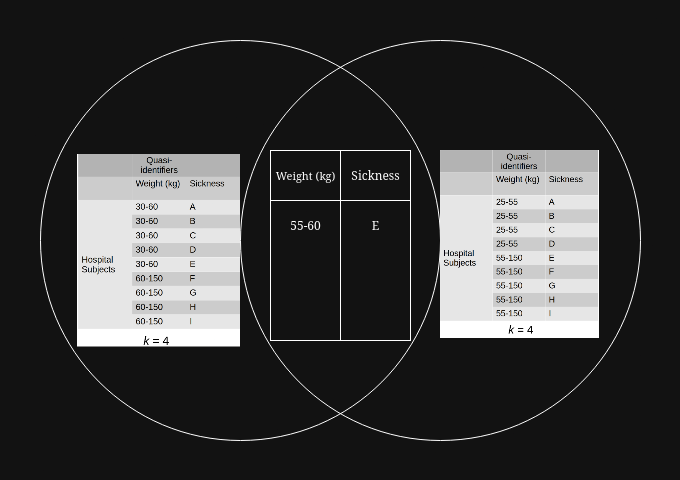 Quasi-
identifiers
Weight (kg) Sickness
30-60 A
30-60 B
30-60 C
30-60 D
30-60 E
60-150 F
60-150 G
60-150 H
60-150 I
Hospital
Subjects
k = 4
Weight (kg) Sickness
55-60 E
Quasi-
identifiers
Weight (kg) Sickness
25-55 A
25-55 B
25-55 C
25-55 D
55-150 E
55-150 F
55-150 G
55-150 H
55-150 I
Hospital
Subjects
k = 4